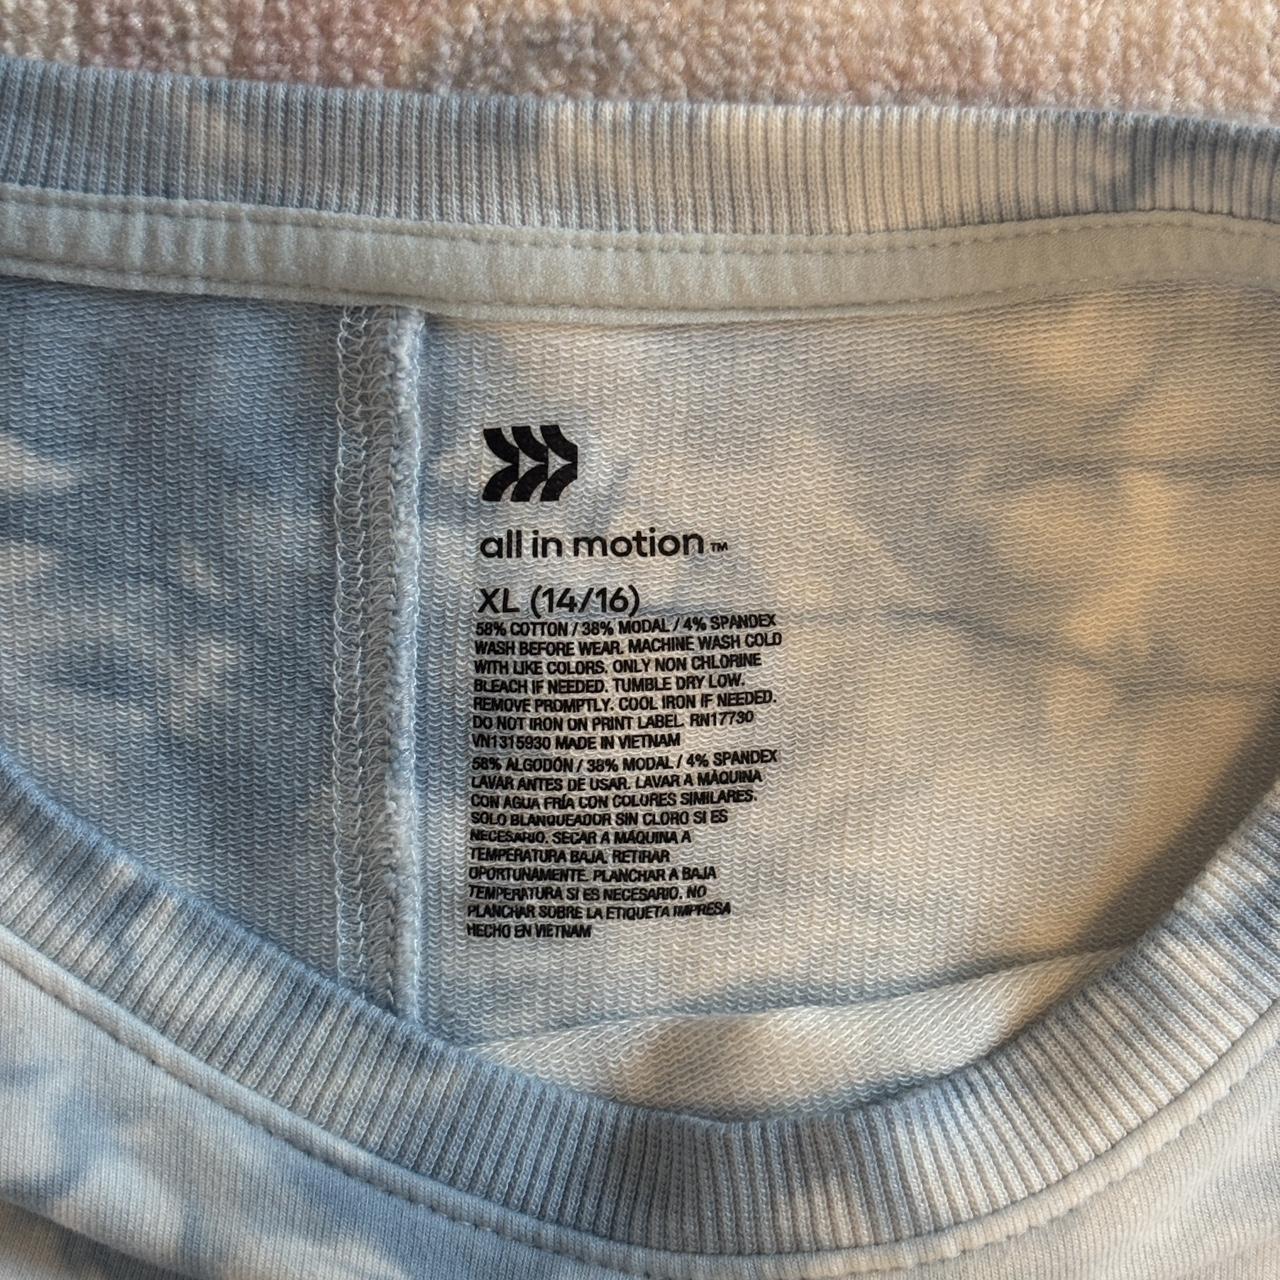 all in motion™
XL (14/16)
58% COTTON / 38% MODAL / 4% SPANDEX
WASH BEFORE WEAR. MACHINE WASH COLD
WITH LIKE COLORS. ONLY NON CHLORINE
BLEACH IF NEEDED. TUMBLE DRY LOW.
REMOVE PROMPTLY. COOL IRON IF NEEDED.
DO NOT IRON ON PRINT LABEL. RN17730
VN1315930 MADE IN VIETNAM
58% ALGODÓN / 38% MODAL / 4% SPANDEX
LAVAR ANTES DE USAR. LAVAR A MÁQUINA
CON AGUA FRÍA CON COLORES SIMILARES.
SOLO BLANQUEADOR SIN CLORO SI ES
NECESARIO. SECAR A MÁQUINA A
TEMPERATURA BAJA. RETIRAR
OPORTUNAMENTE. PLANCHAR A BAJA
TEMPERATURA SI ES NECESARIO. NO
PLANCHAR SOBRE LA ETIQUETA IMPRESA
HECHO EN VIETNAM